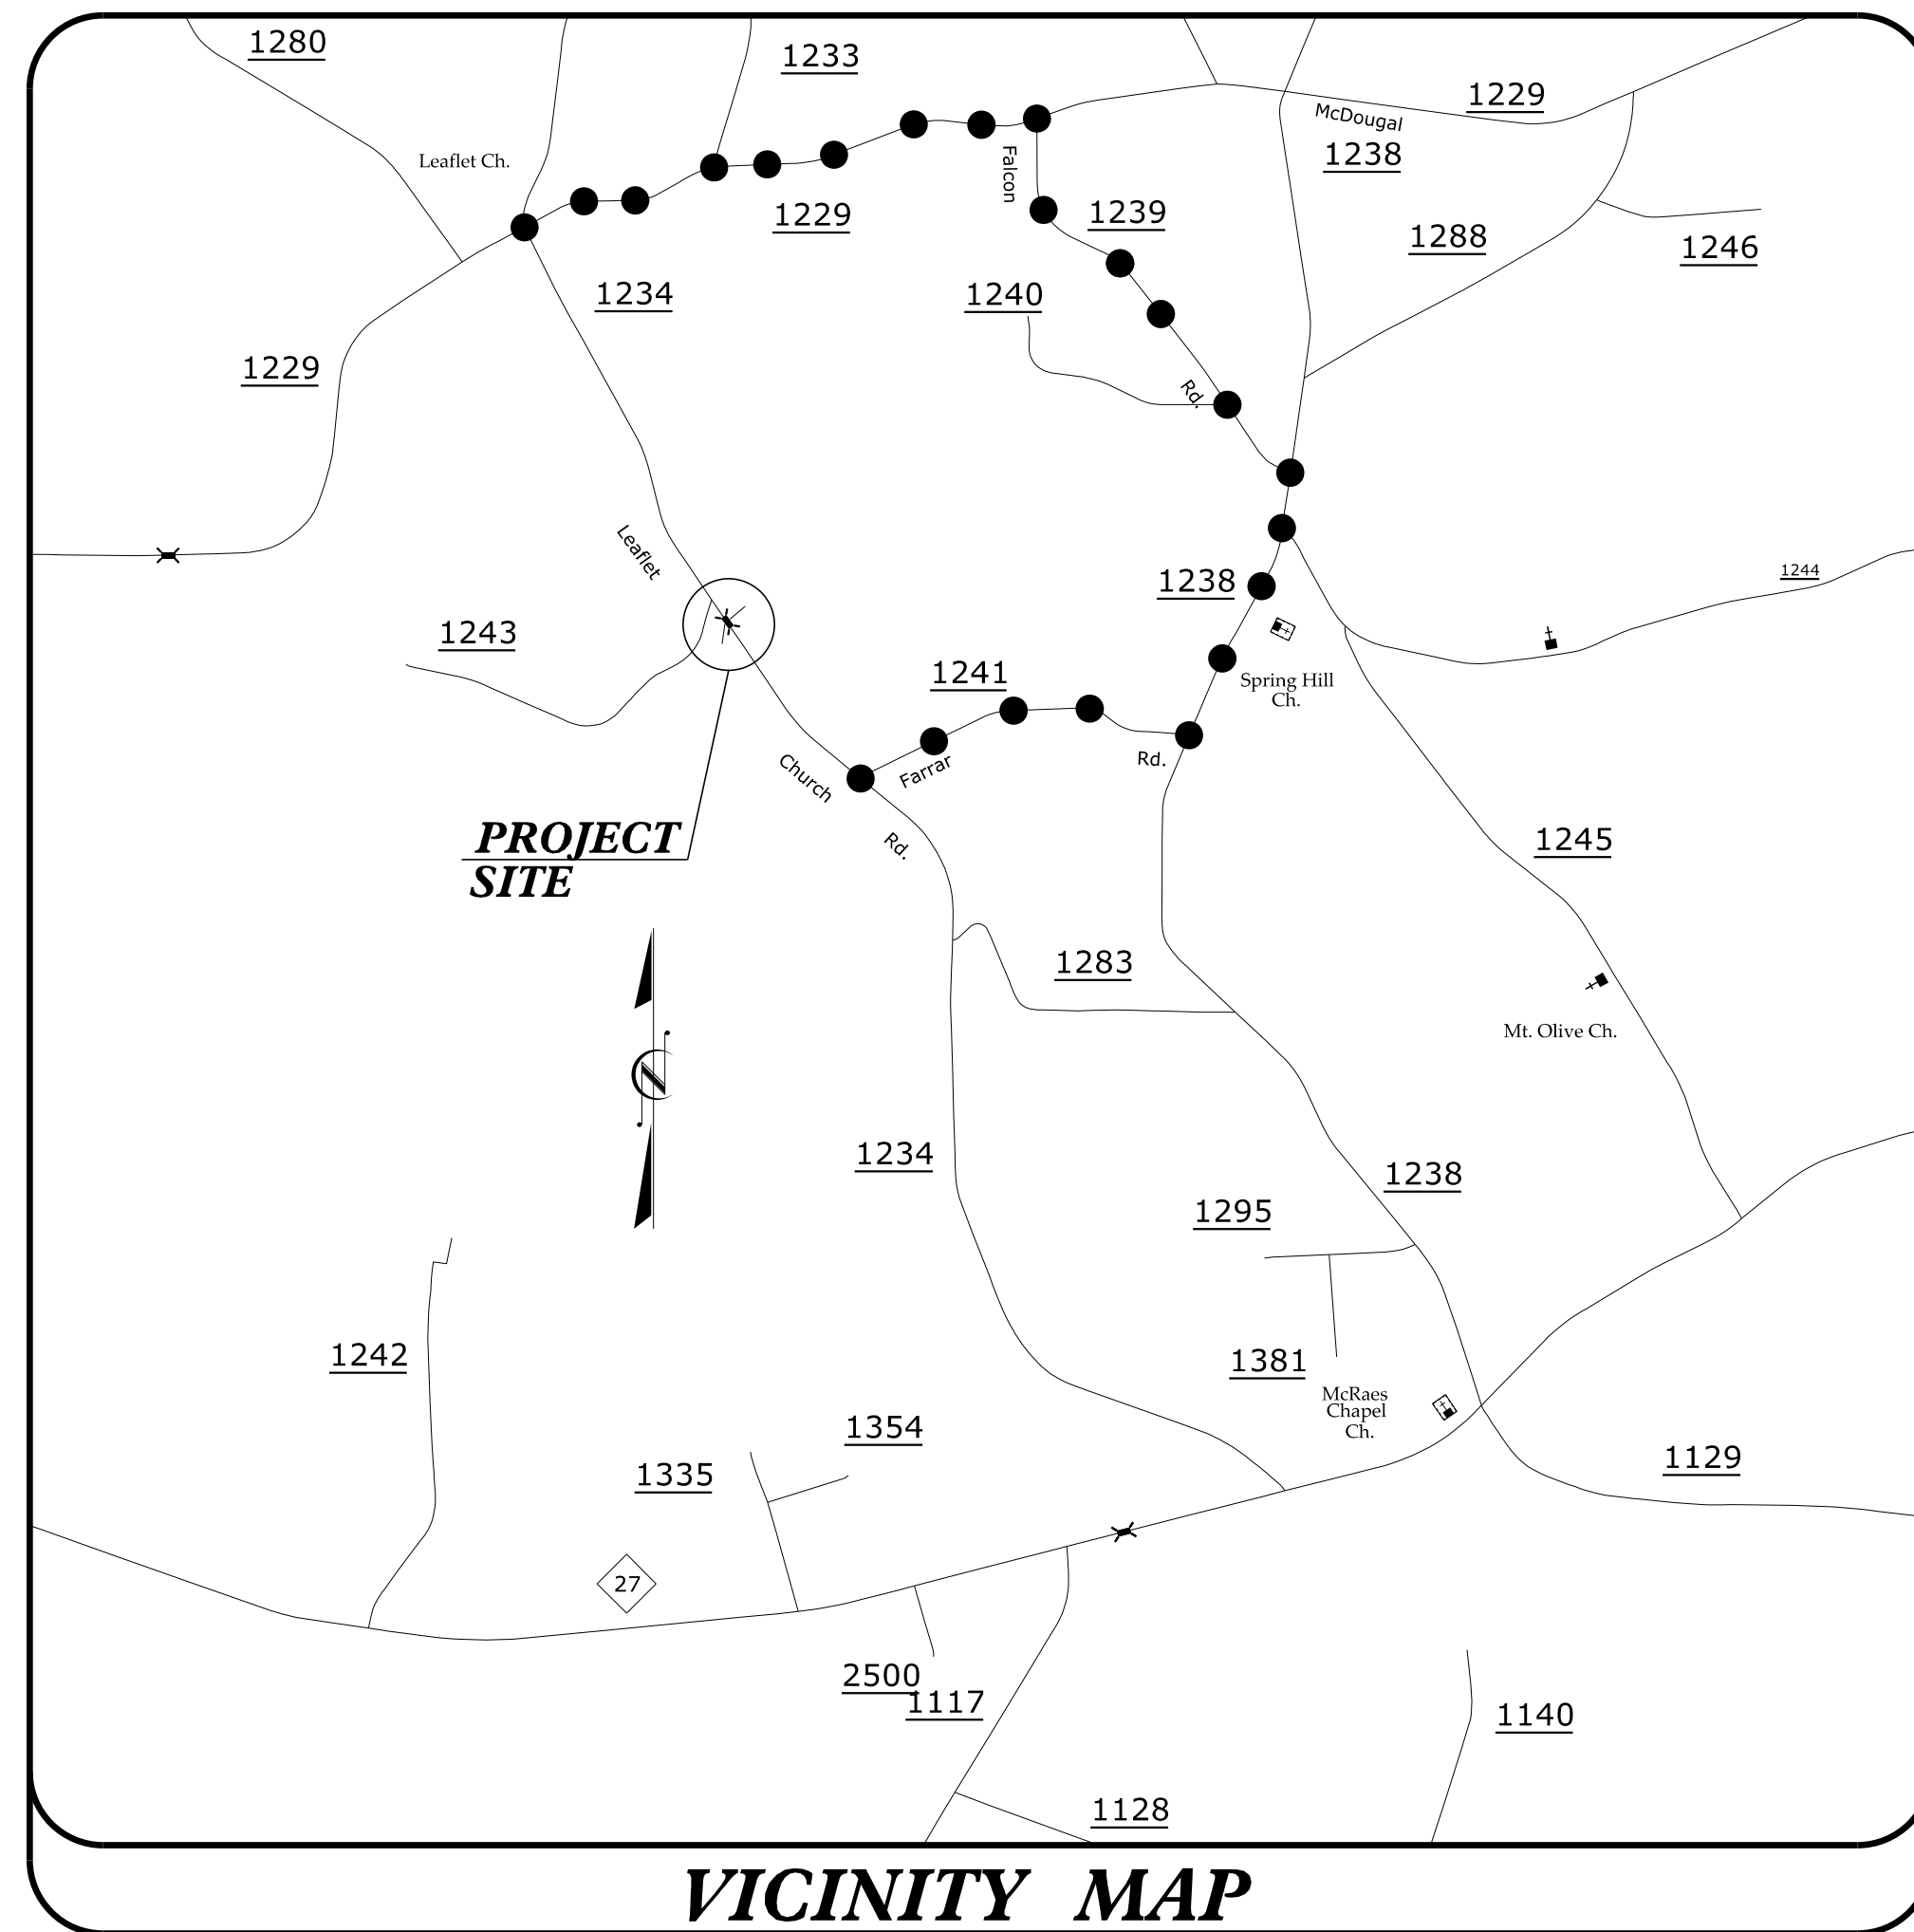 1280
1233
1229
McDougal
1238
Leaflet Ch.
Falcon
1229
1239
1288
1246
1234
1240
1229
Rd.
Leaflet
1244
1238
1243
1241
Spring Hill
Ch.
Church
Farrar
Rd.
PROJECT
SITE
Rd.
1245
1283
Mt. Olive Ch.
N
1234
1238
1295
1242
1381
McRaes
Chapel
Ch.
1354
1335
1129
27
2500
1117
1140
1128
VICINITY MAP